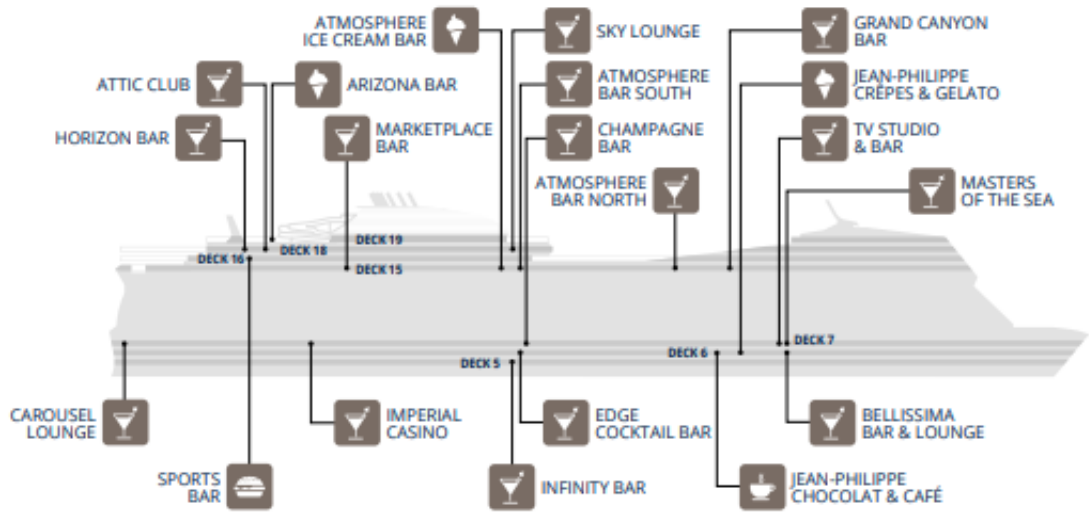 ATMOSPHERE
ICE CREAM BAR
SKY LOUNGE
GRAND CANYON
BAR
ATTIC CLUB
ARIZONA BAR
ATMOSPHERE
BAR SOUTH
JEAN-PHILIPPE
CRÊPES & GELATO
HORIZON BAR
MARKETPLACE
BAR
CHAMPAGNE
BAR
TV STUDIO
& BAR
ATMOSPHERE
BAR NORTH
MASTERS
OF THE SEA
DECK 19
DECK 18
DECK 16
DECK 15
DECK 7
DECK 6
DECK 5
CAROUSEL
LOUNGE
IMPERIAL
CASINO
EDGE
COCKTAIL BAR
BELLISSIMA
BAR & LOUNGE
SPORTS
BAR
INFINITY BAR
JEAN-PHILIPPE
CHOCOLAT & CAFÉ